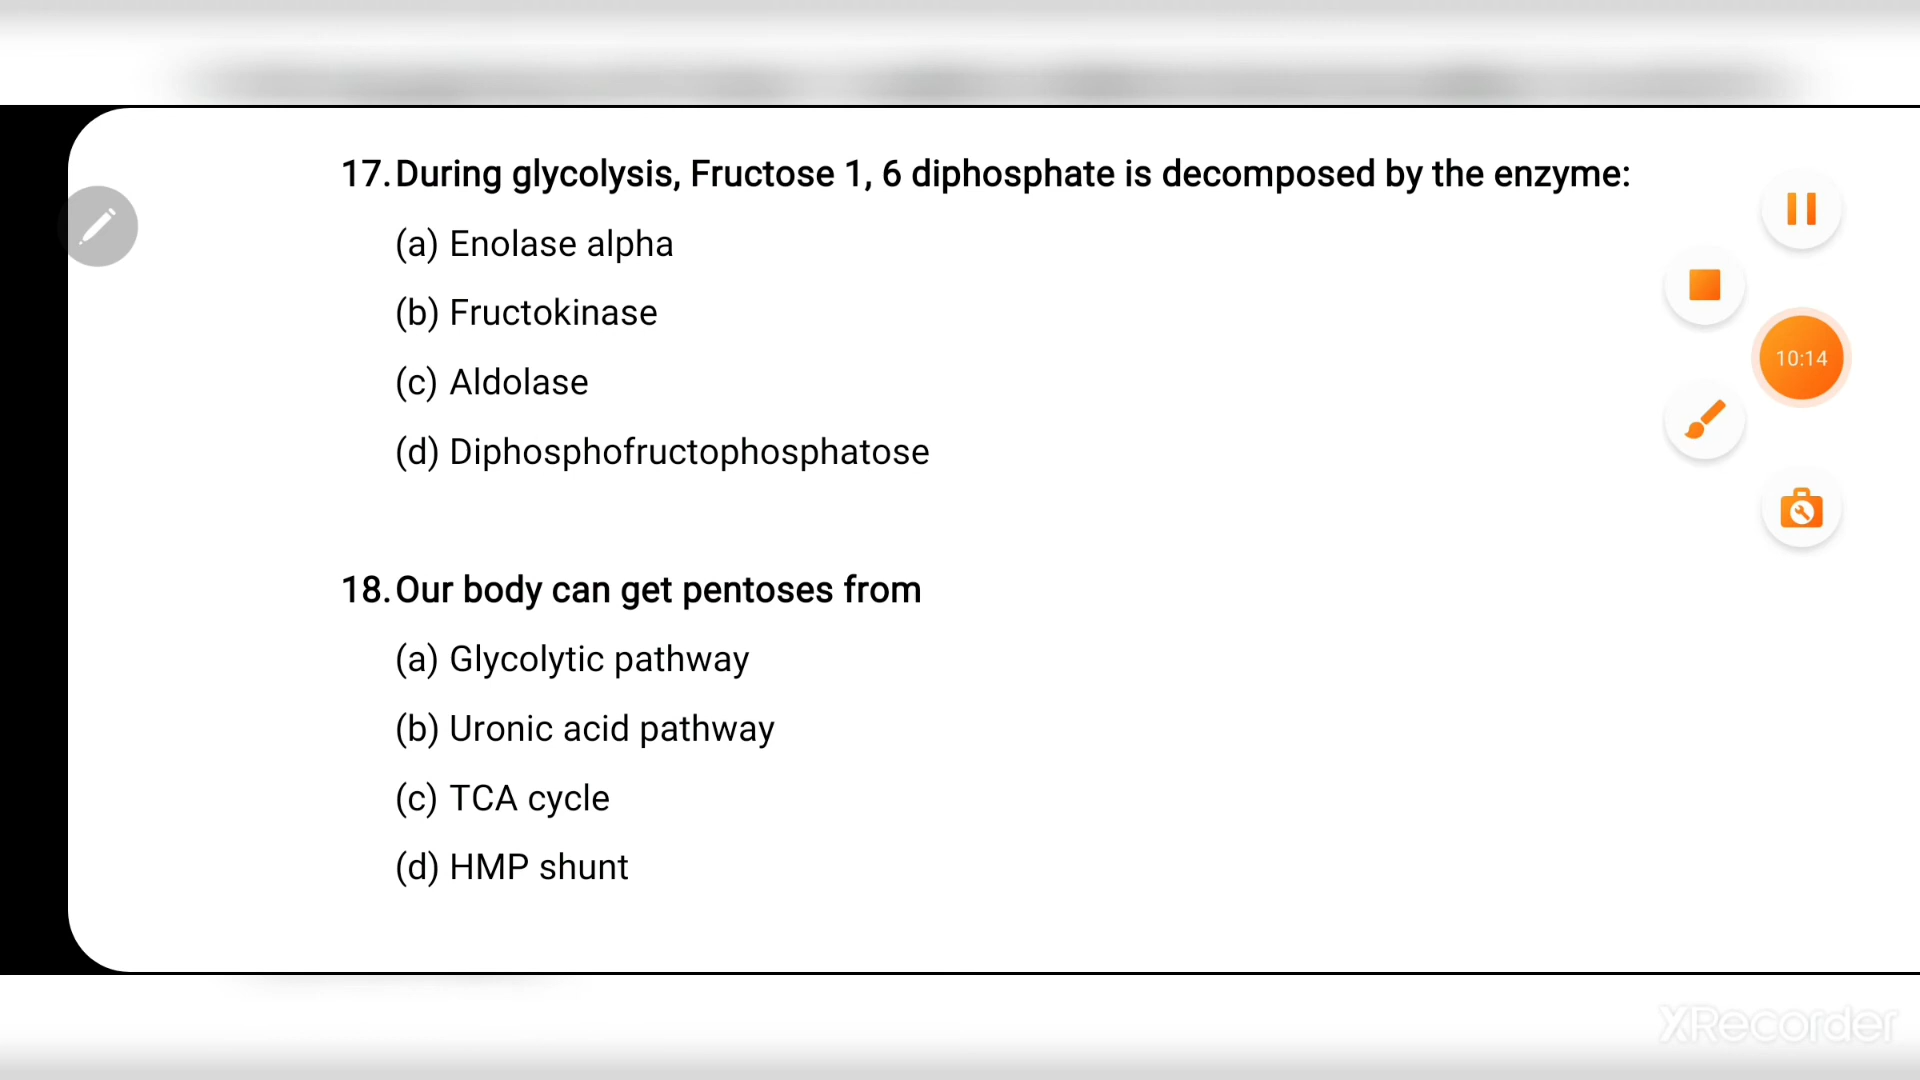 17. During glycolysis, Fructose 1, 6 diphosphate is decomposed by the enzyme:
(a) Enolase alpha
(b) Fructokinase
(c) Aldolase
(d) Diphosphofructophosphatose
10:14
18. Our body can get pentoses from
(a) Glycolytic pathway
(b) Uronic acid pathway
(c) TCA cycle
(d) HMP shunt
XRecorder